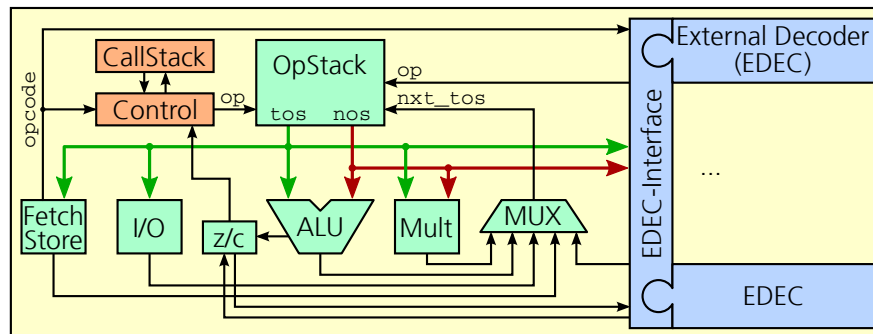 CallStack
Control
opcode
op
OpStack
tos
nos
op
nxt_tos
External Decoder
(EDEC)
EDEC-Interface
...
Fetch
Store
I/O
z/c
ALU
Mult
MUX
EDEC